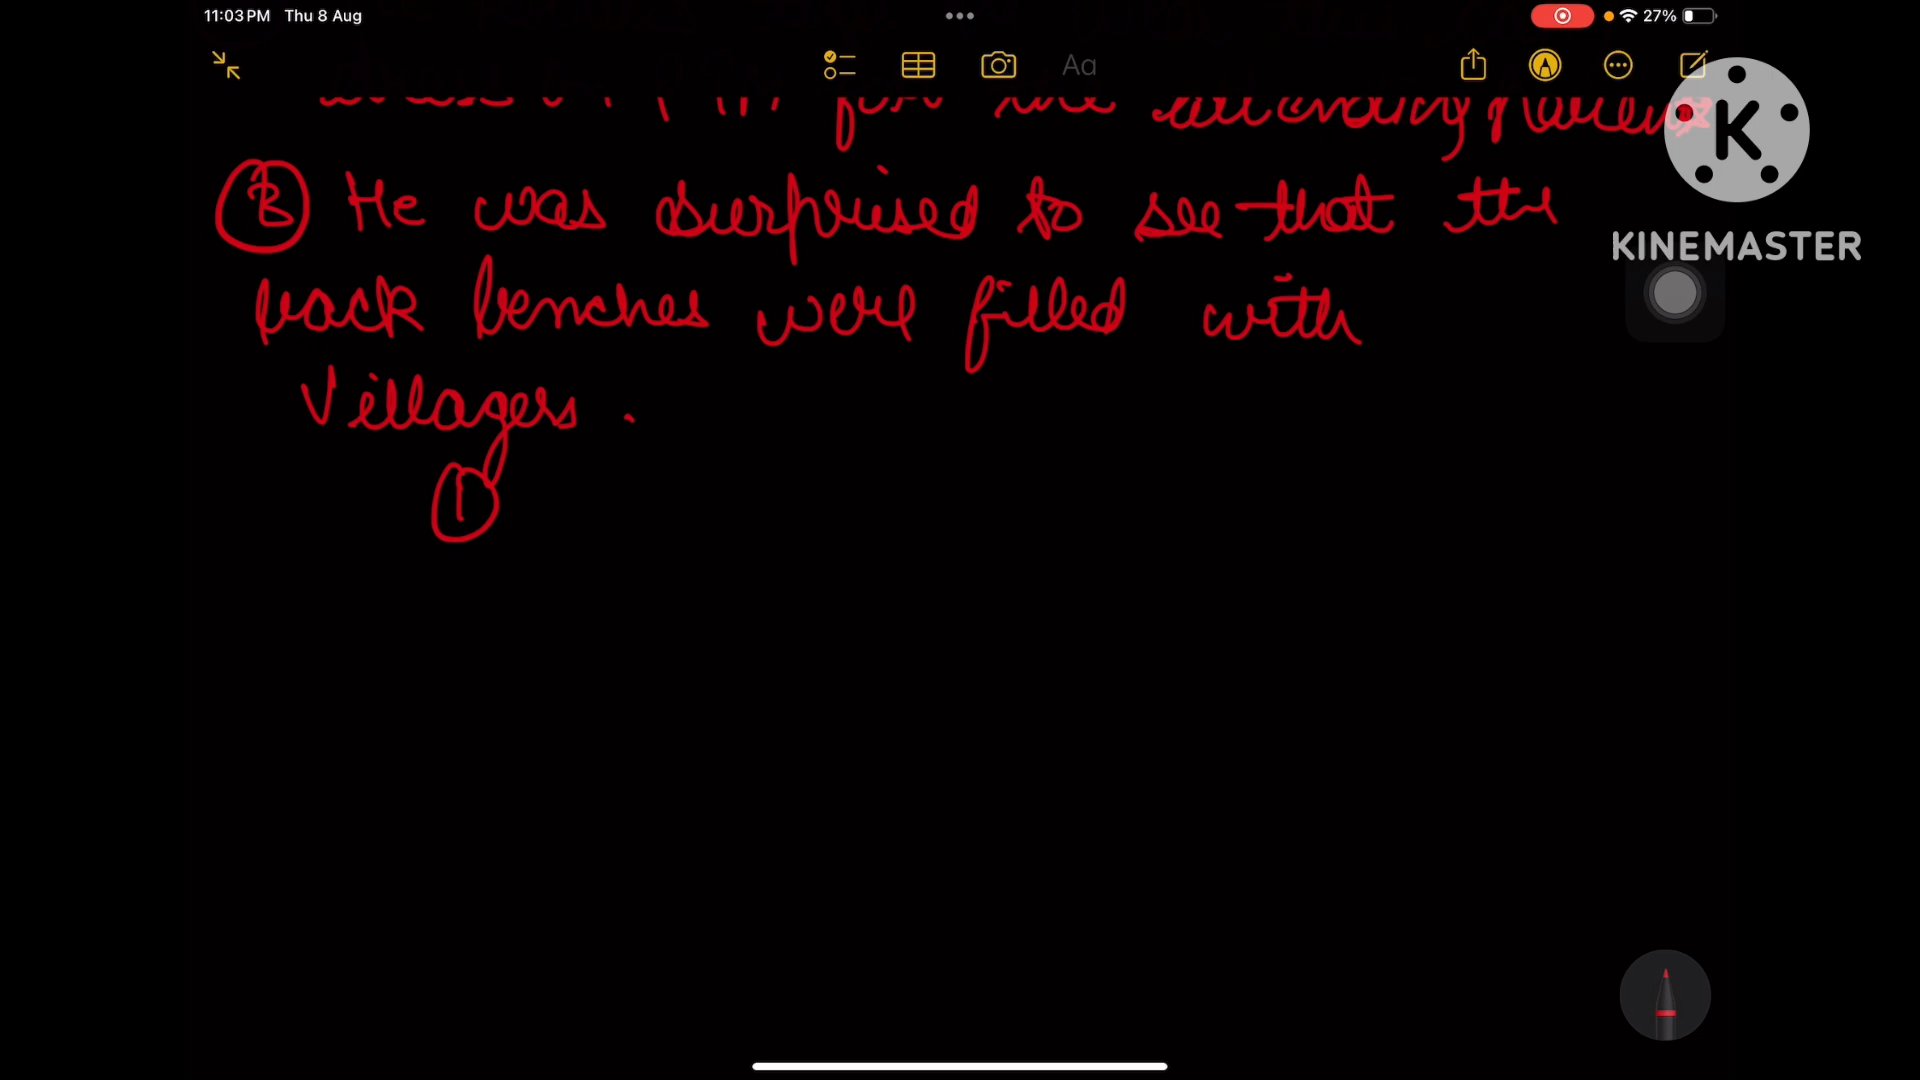 11:03 PM Thu 8 Aug
27%
Aa
K
KINEMASTER
B He was surprised to see that the
back benches were filled with
Villagers.
1